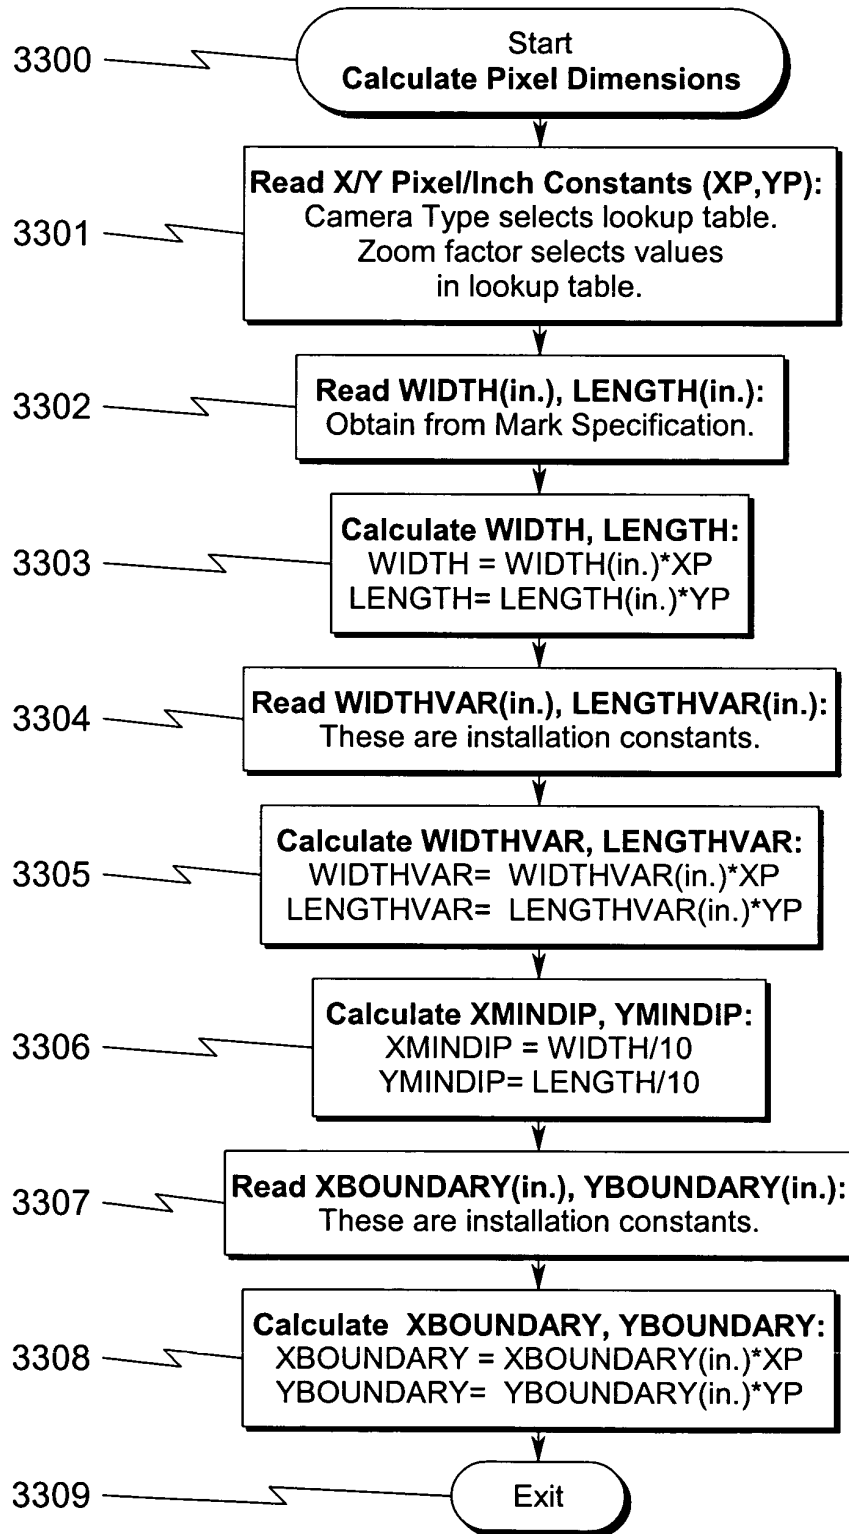 3300
Start
Calculate Pixel Dimensions
3301
Read X/Y Pixel/Inch Constants (XP,YP):
Camera Type selects lookup table.
Zoom factor selects values
in lookup table.
3302
Read WIDTH(in.), LENGTH(in.):
Obtain from Mark Specification.
3303
Calculate WIDTH, LENGTH:
WIDTH = WIDTH(in.)*XP
LENGTH= LENGTH(in.)*YP
3304
Read WIDTHVAR(in.), LENGTHVAR(in.):
These are installation constants.
3305
Calculate WIDTHVAR, LENGTHVAR:
WIDTHVAR= WIDTHVAR(in.)*XP
LENGTHVAR= LENGTHVAR(in.)*YP
3306
Calculate XMINDIP, YMINDIP:
XMINDIP = WIDTH/10
YMINDIP= LENGTH/10
3307
Read XBOUNDARY(in.), YBOUNDARY(in.):
These are installation constants.
3308
Calculate XBOUNDARY, YBOUNDARY:
XBOUNDARY = XBOUNDARY(in.)*XP
YBOUNDARY= YBOUNDARY(in.)*YP
3309
Exit